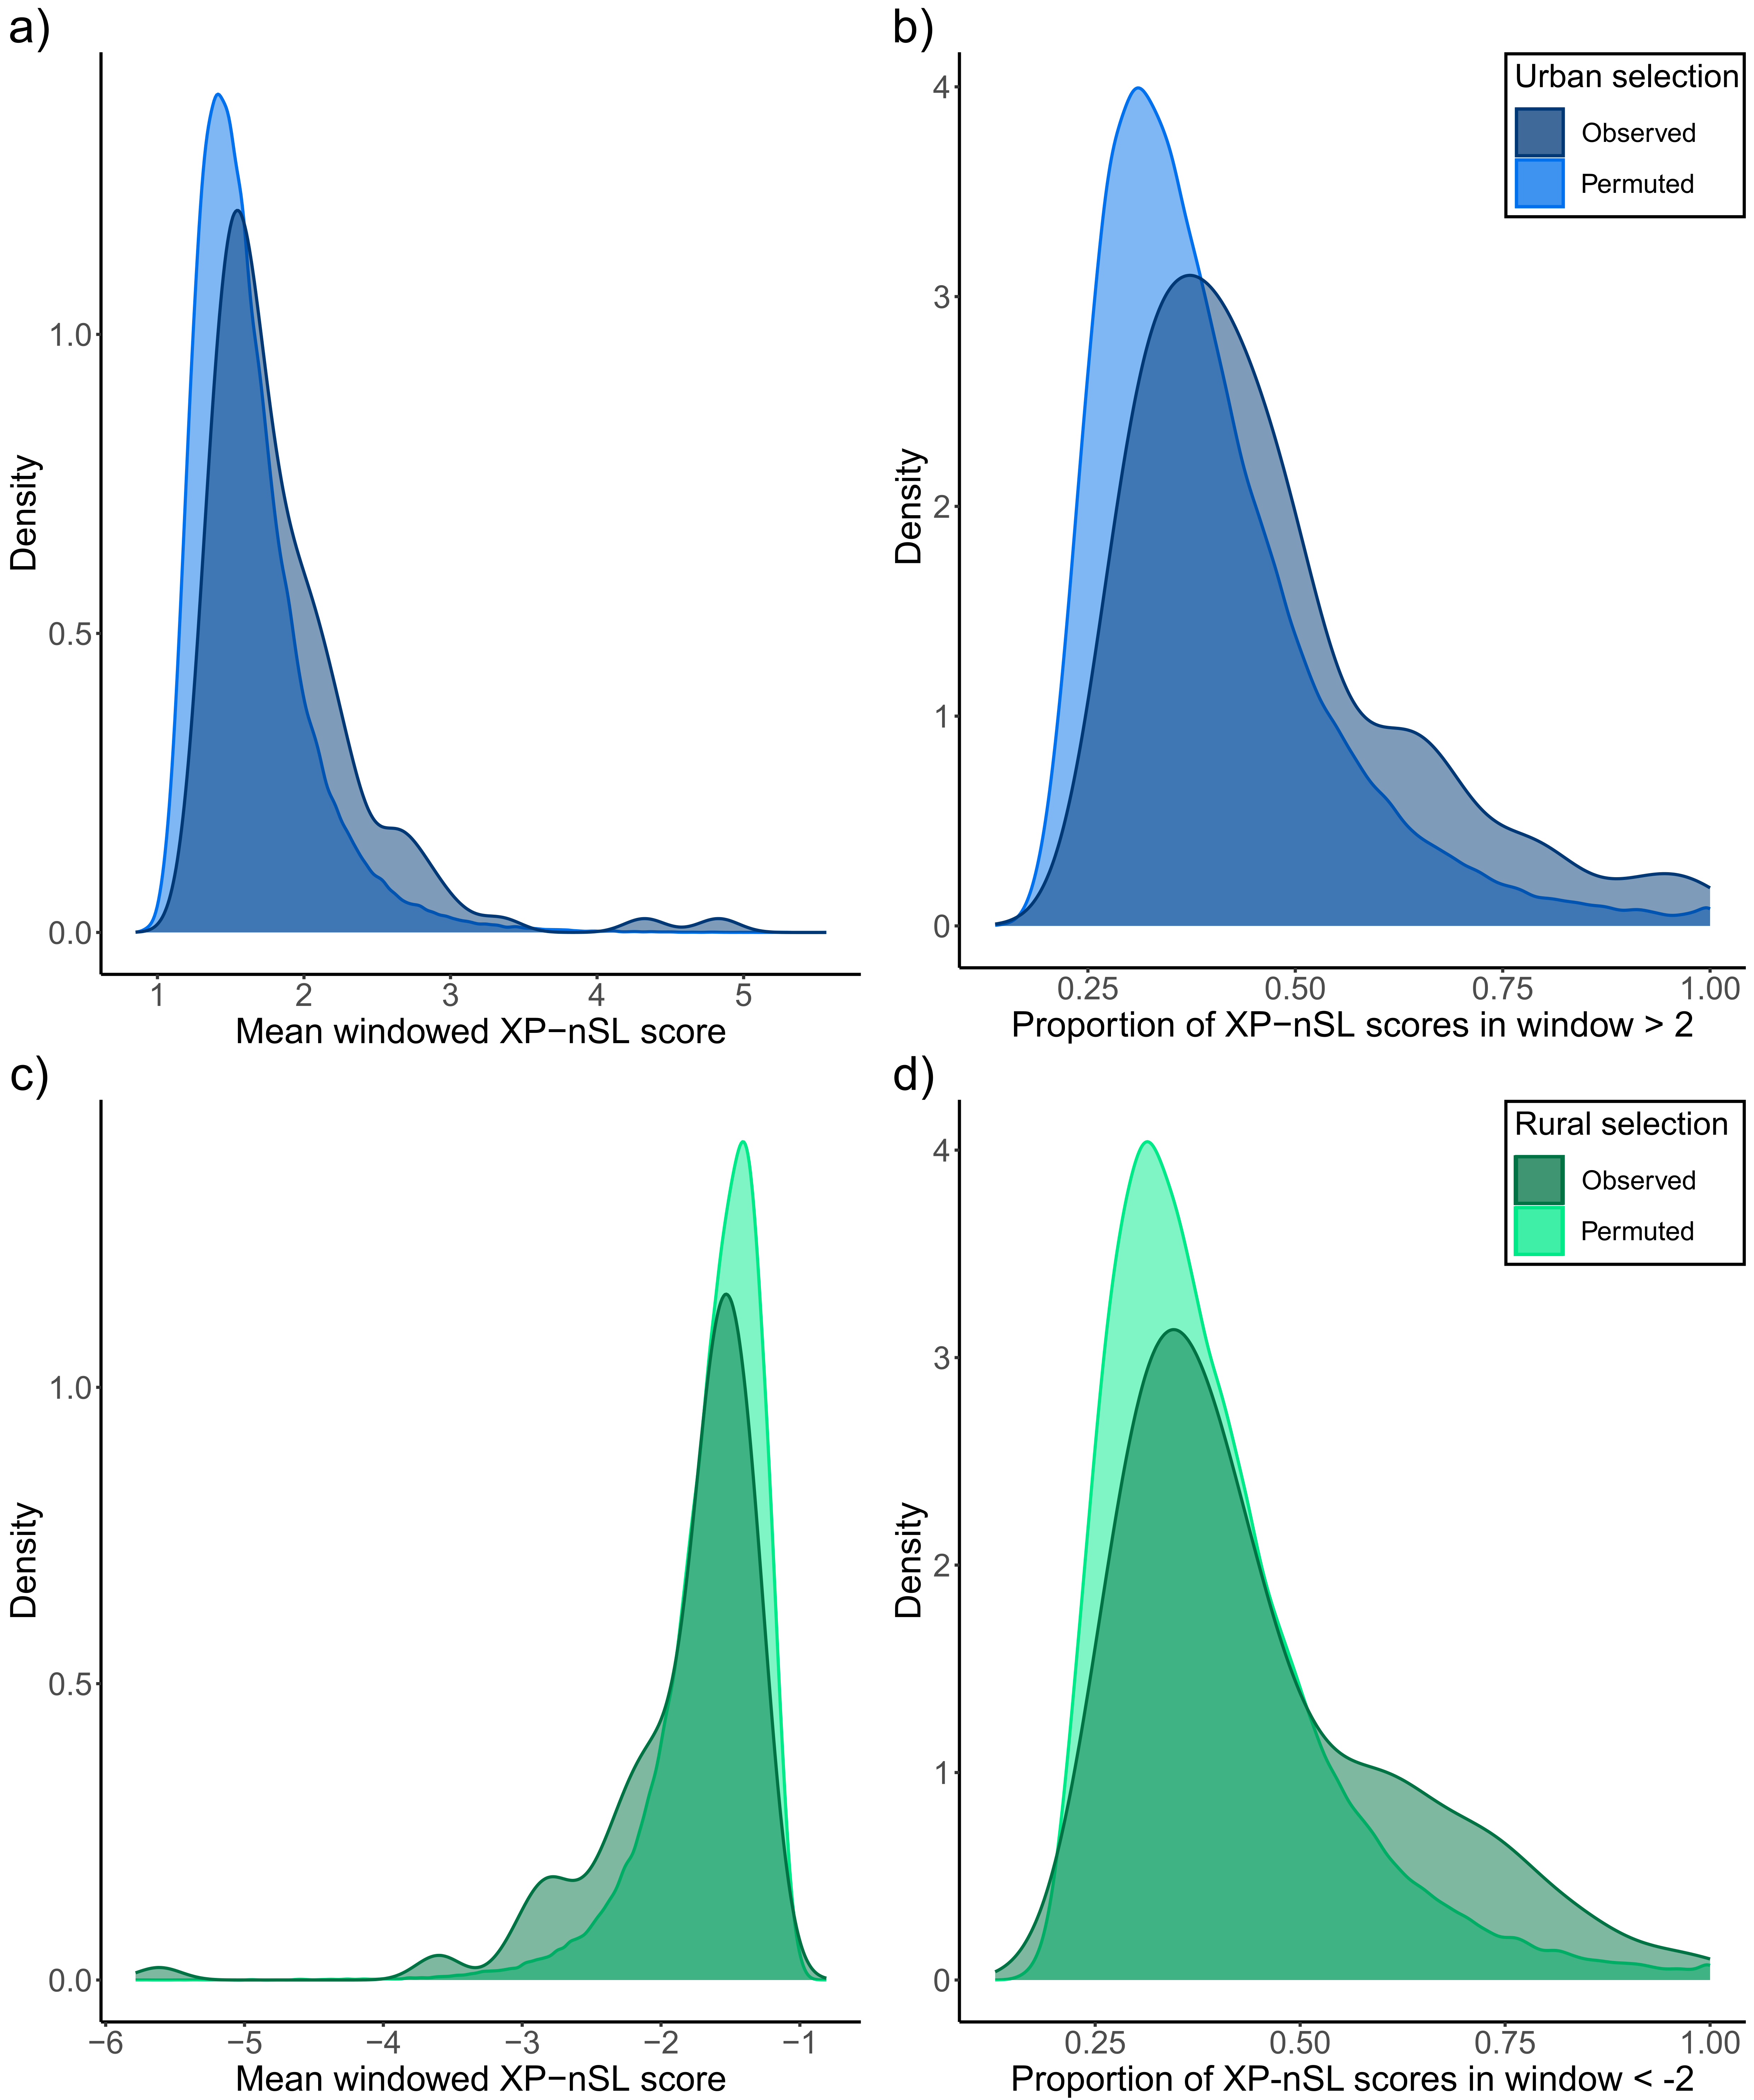 a)
Density
1.0
0.5
0.0
1 2 3 4 5
Mean windowed XP−nSL score
b)
Urban selection
Observed
Permuted
Density
4
3
2
1
0
0.25 0.50 0.75 1.00
Proportion of XP−nSL scores in window > 2
c)
Density
1.0
0.5
0.0
−6 −5 −4 −3 −2 −1
Mean windowed XP−nSL score
d)
Rural selection
Observed
Permuted
Density
4
3
2
1
0
0.25 0.50 0.75 1.00
Proportion of XP-nSL scores in window < -2